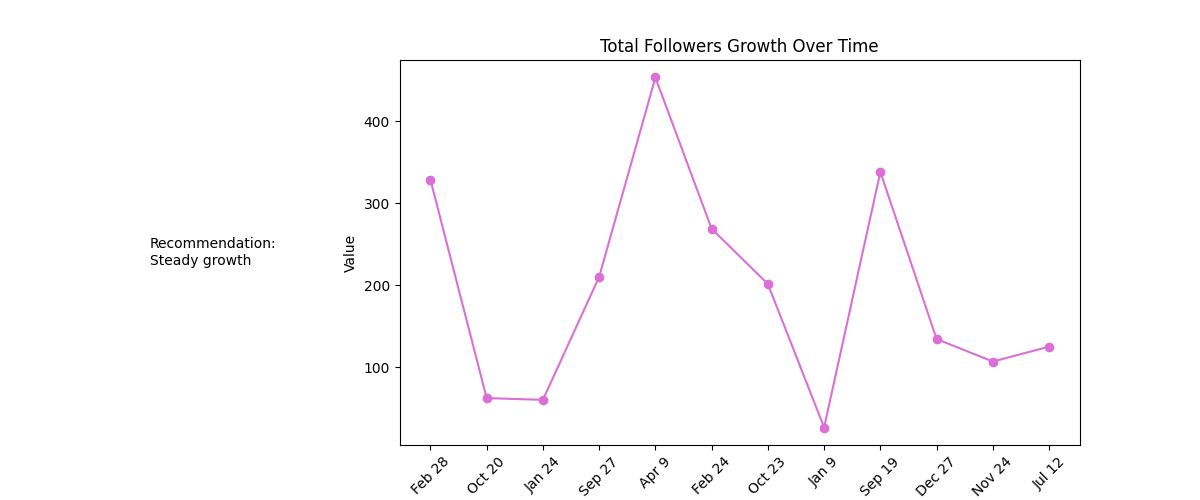 Total Followers Growth Over Time
Recommendation:
Steady growth
Value
400
300
200
100
Feb 28
Oct 20
Jan 24
Sep 27
Apr 9
Feb 24
Oct 23
Jan 9
Sep 19
Dec 27
Nov 24
Jul 12